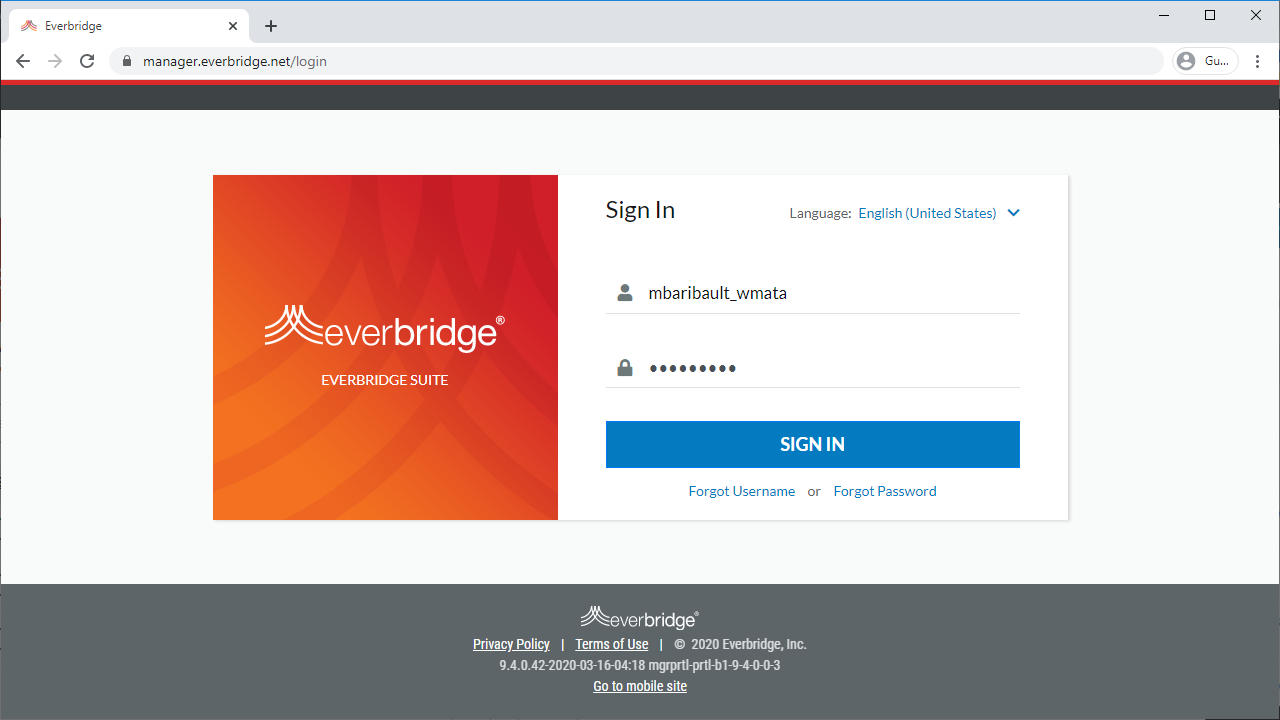 Everbridge
manager.everbridge.net/login
Gu...
Sign In
Language: English (United States)
mbaribault_wmata
•••••••••
everbridge®
EVERBRIDGE SUITE
SIGN IN
Forgot Username or Forgot Password
everbridge®
Privacy Policy | Terms of Use | © 2020 Everbridge, Inc.
9.4.0.42-2020-03-16-04:18 mgrprtl-prtl-b1-9-4-0-0-3
Go to mobile site